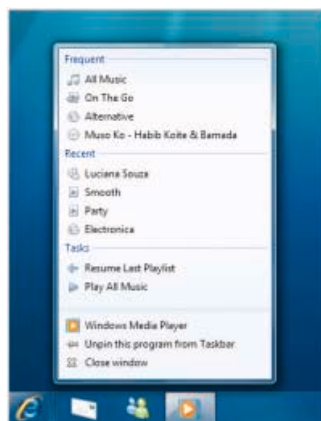 Frequent
All Music
On The Go
Alternative
Muso Ko - Habib Koite & Bamada
Recent
Luciana Souza
Smooth
Party
Electronica
Tasks
Resume Last Playlist
Play All Music
Windows Media Player
Unpin this program from Taskbar
Close window